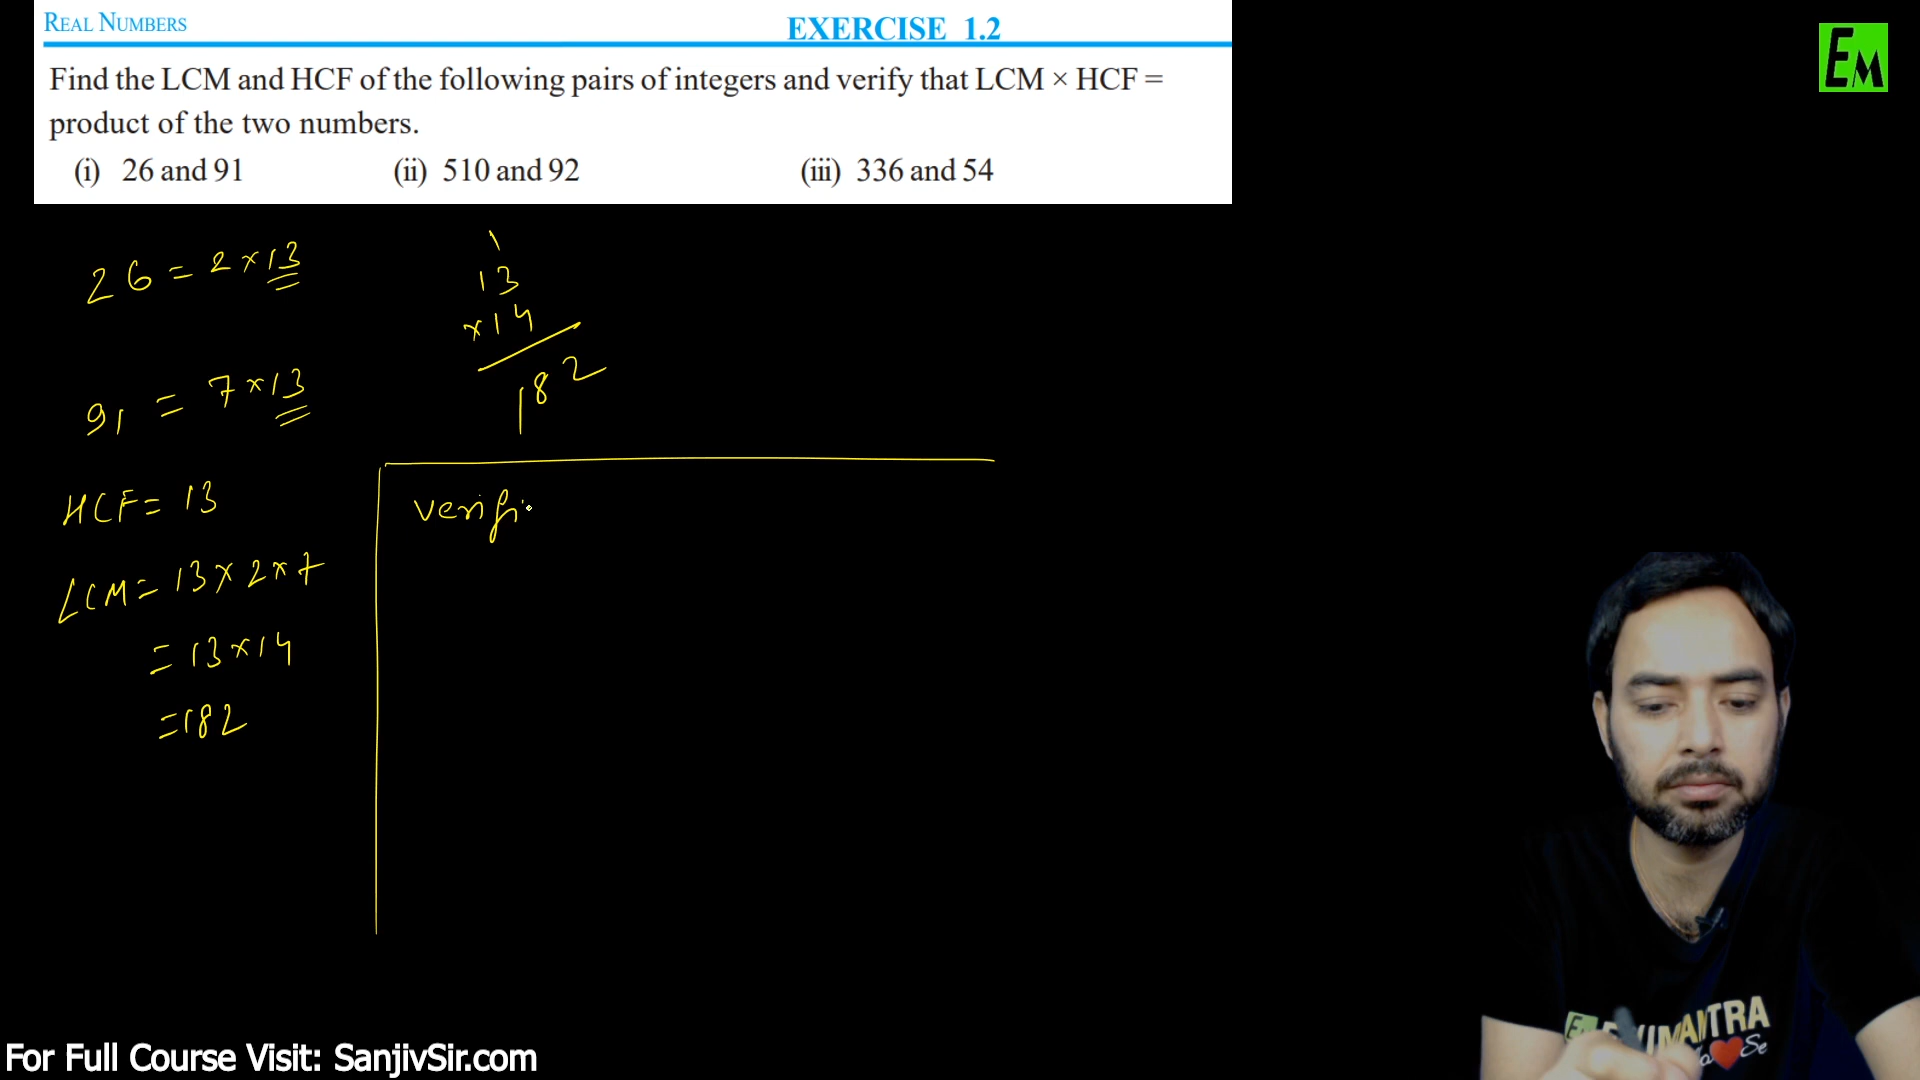 REAL NUMBERS
EXERCISE 1.2
EM
Find the LCM and HCF of the following pairs of integers and verify that LCM × HCF =
product of the two numbers.
(i) 26 and 91 (ii) 510 and 92 (iii) 336 and 54
26 = 2 × 13
91 = 7 × 13
1
13
×14
182
HCF = 13
LCM = 13 × 2 × 7
= 13 × 14
= 182
verifi
MANTRA
Se
For Full Course Visit: SanjivSir.com